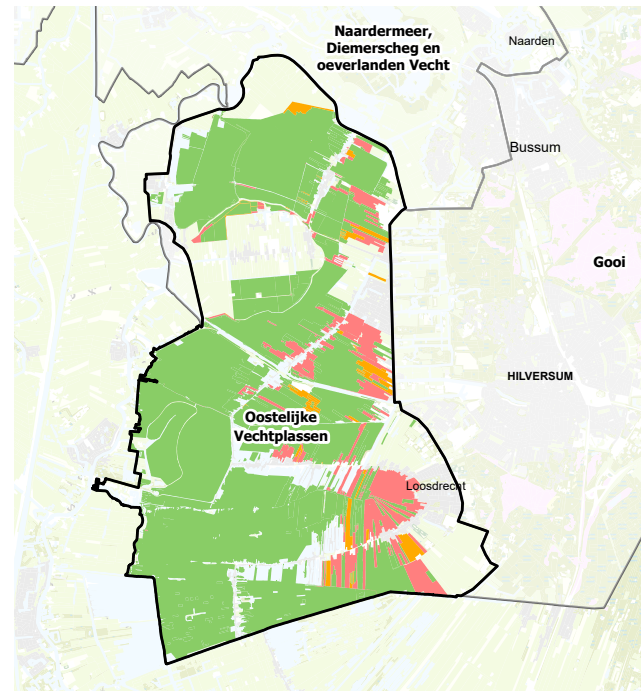 Naardermeer,
Diemerscheg en
oeverlanden Vecht
Naarden
Bussum
Gooi
HILVERSUM
Oostelijke
Vechtplassen
Loosdrecht